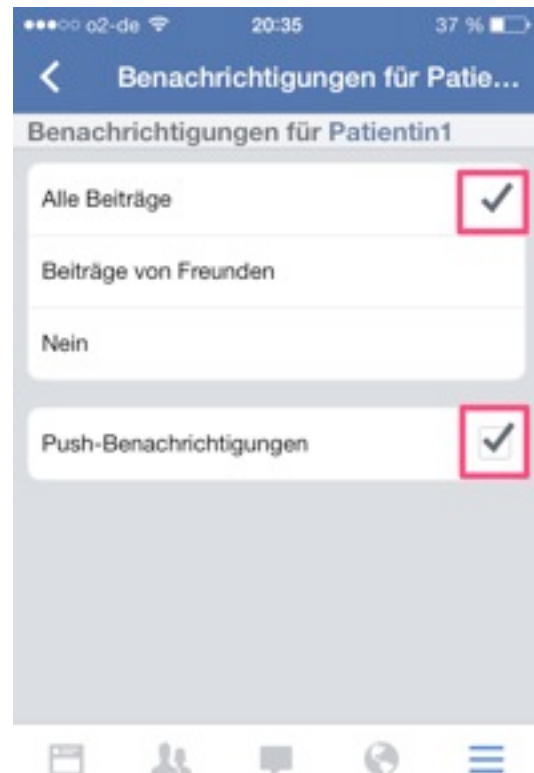 o2-de 20:35 37 %
Benachrichtigungen für Patie...
Benachrichtigungen für Patientin1
Alle Beiträge
Beiträge von Freunden
Nein
Push-Benachrichtigungen